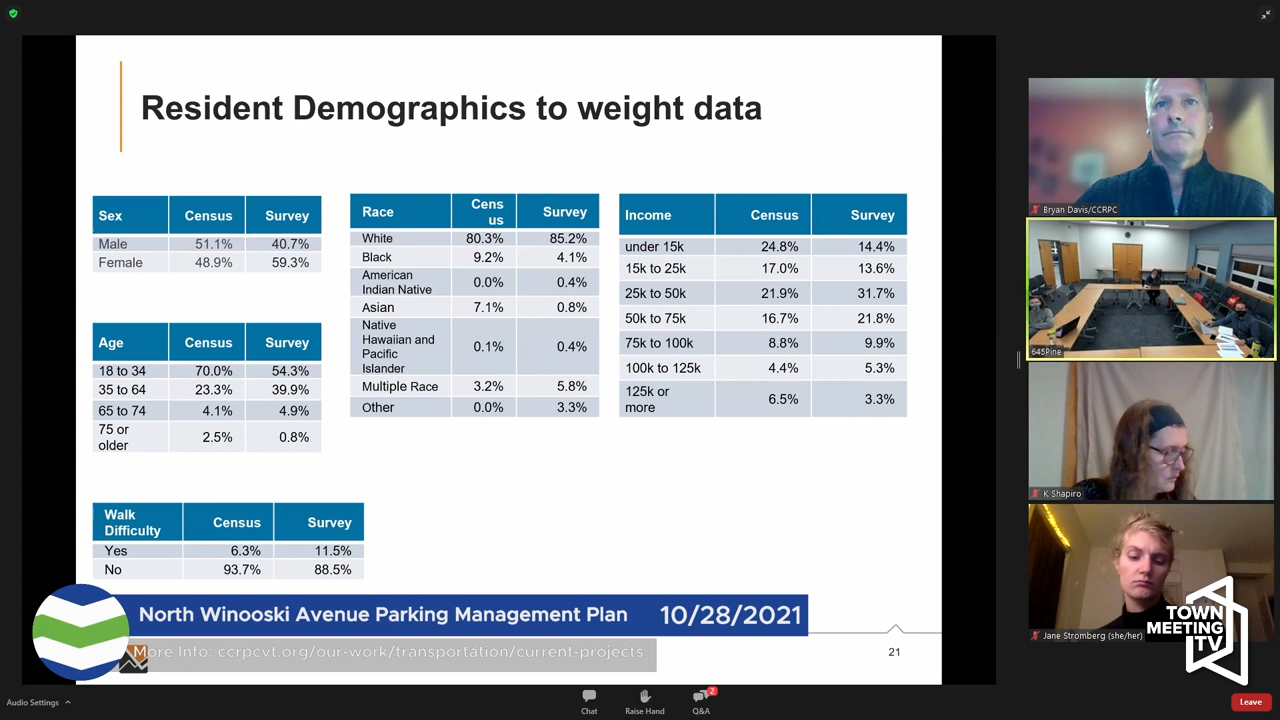 Resident Demographics to weight data
Sex Census Survey
Male 51.1% 40.7%
Female 48.9% 59.3%
Age Census Survey
18 to 34 70.0% 54.3%
35 to 64 23.3% 39.9%
65 to 74 4.1% 4.9%
75 or
older 2.5% 0.8%
Walk
Difficulty Census Survey
Yes 6.3% 11.5%
No 93.7% 88.5%
Race Cens
us Survey
White 80.3% 85.2%
Black 9.2% 4.1%
American
Indian Native 0.0% 0.4%
Asian 7.1% 0.8%
Native
Hawaiian and
Pacific
Islander 0.1% 0.4%
Multiple Race 3.2% 5.8%
Other 0.0% 3.3%
Income Census Survey
under 15k 24.8% 14.4%
15k to 25k 17.0% 13.6%
25k to 50k 21.9% 31.7%
50k to 75k 16.7% 21.8%
75k to 100k 8.8% 9.9%
100k to 125k 4.4% 5.3%
125k or
more 6.5% 3.3%
North Winooski Avenue Parking Management Plan 10/28/2021
More Info: ccrpcvt.org/our-work/transportation/current-projects
21
Bryan Davis/CCRPC
645Pine
K Shapiro
Jane Stromberg (she/her)
TOWN
MEETING
TV
Audio Settings
Chat
Raise Hand
2
Q&A
Leave